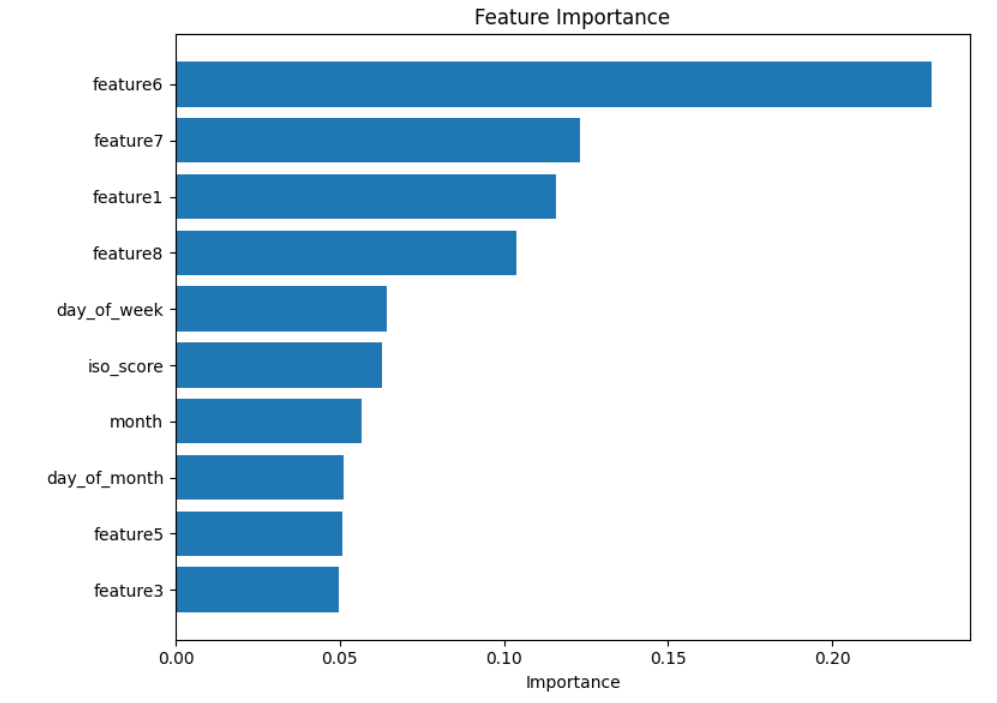 Feature Importance
feature6
feature7
feature1
feature8
day_of_week
iso_score
month
day_of_month
feature5
feature3
0.00 0.05 0.10 0.15 0.20
Importance